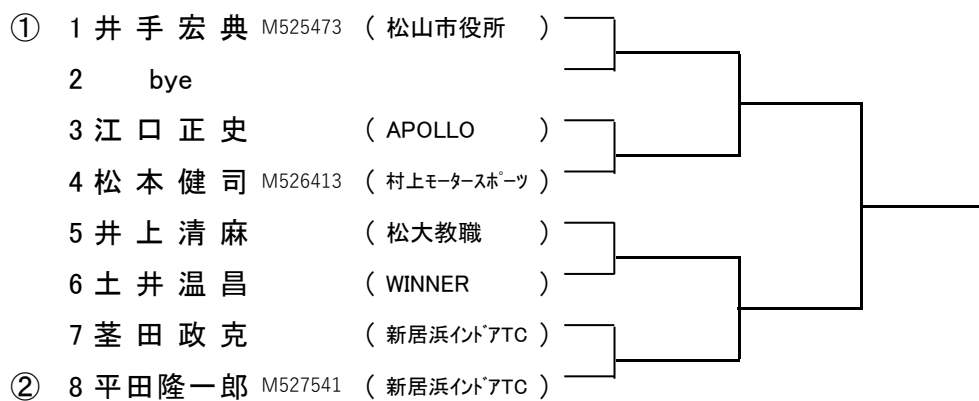 ① 1 井 手 宏 典 M525473 ( 松山市役所 )
2 bye
3 江 口 正 史 ( APOLLO )
4 松 本 健 司 M526413 ( 村上ﾓｰﾀｰｽﾎﾟｰﾂ )
5 井 上 清 麻 ( 松大教職 )
6 土 井 温 昌 ( WINNER )
7 茎 田 政 克 ( 新居浜ｲﾝﾄﾞｱTC )
② 8 平田隆一郎 M527541 ( 新居浜ｲﾝﾄﾞｱTC )